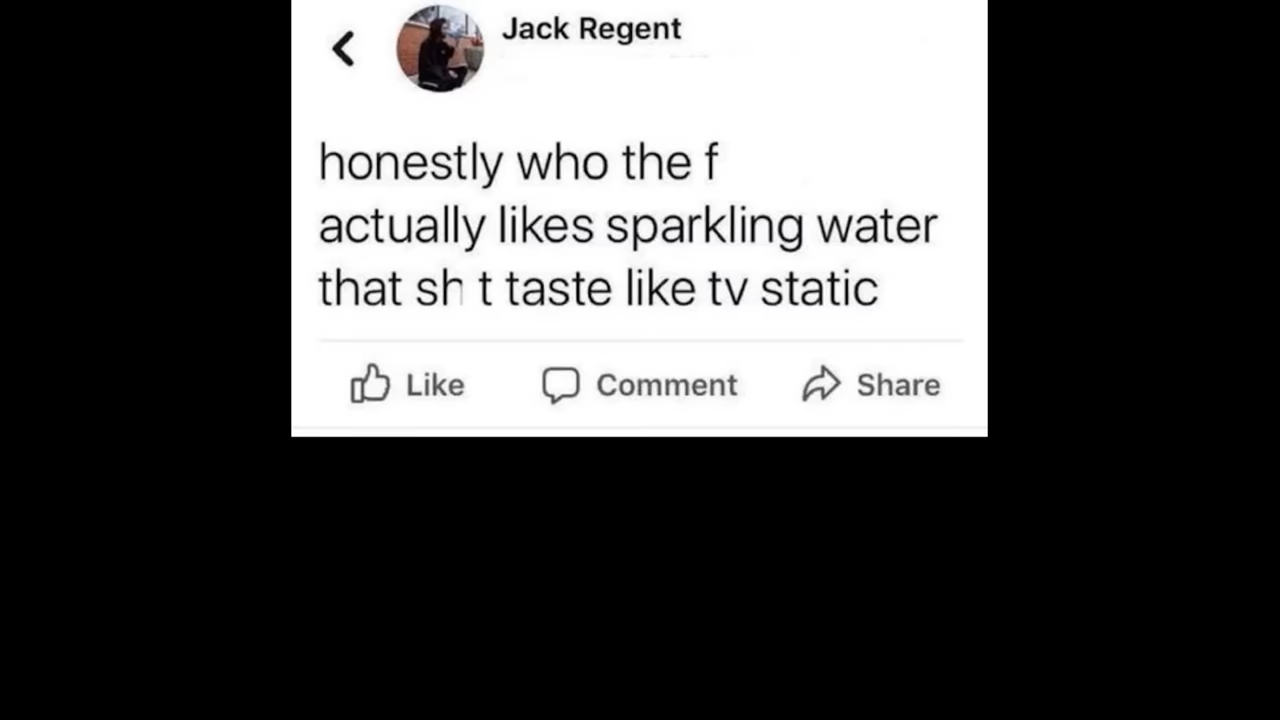 Jack Regent
honestly who the f
actually likes sparkling water
that sh t taste like tv static
Like Comment Share